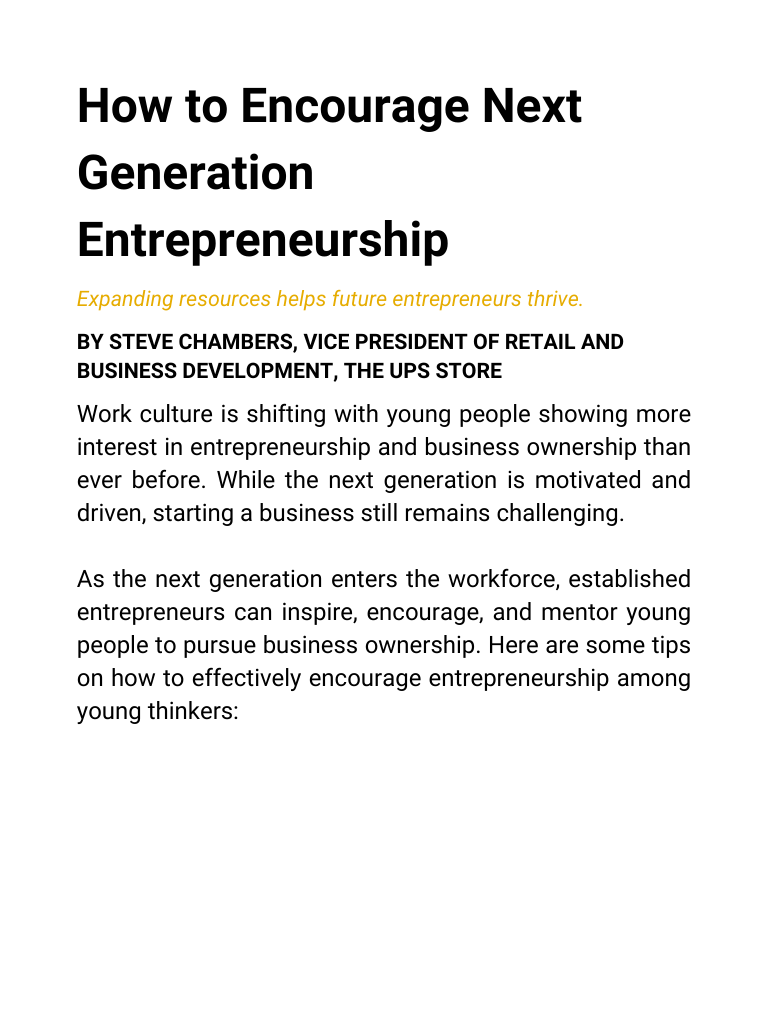 How to Encourage Next
Generation
Entrepreneurship
Expanding resources helps future entrepreneurs thrive.
BY STEVE CHAMBERS, VICE PRESIDENT OF RETAIL AND
BUSINESS DEVELOPMENT, THE UPS STORE
Work culture is shifting with young people showing more
interest in entrepreneurship and business ownership than
ever before. While the next generation is motivated and
driven, starting a business still remains challenging.
As the next generation enters the workforce, established
entrepreneurs can inspire, encourage, and mentor young
people to pursue business ownership. Here are some tips
on how to effectively encourage entrepreneurship among
young thinkers: